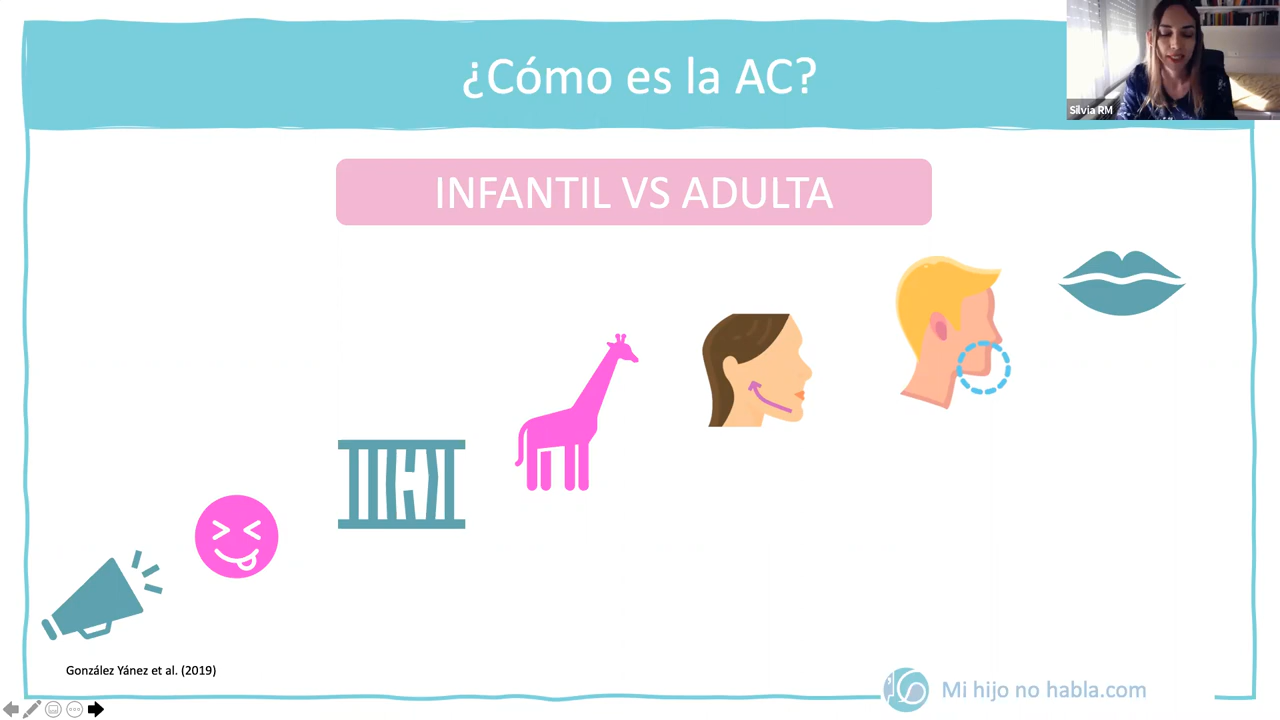 ¿Cómo es la AC?
Silvia RM
INFANTIL VS ADULTA
González Yánez et al. (2019)
Mi hijo no habla.com